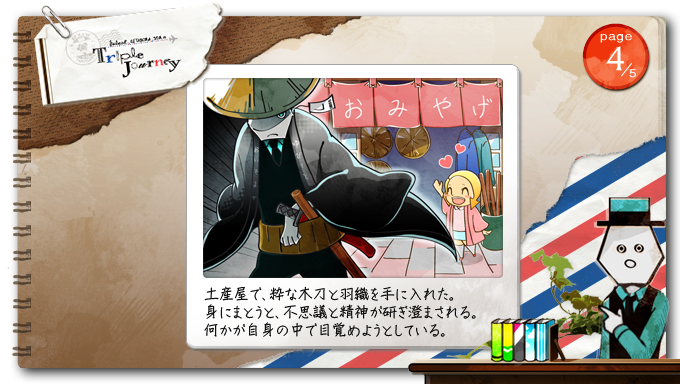 Triple
Journey
page
4/5
おみやげ
土産屋で、粋な木刀と羽織を手に入れた。
身にまとうと、不思議と精神が研ぎ澄まされる。
何かが自身の中で目覚めようとしている。